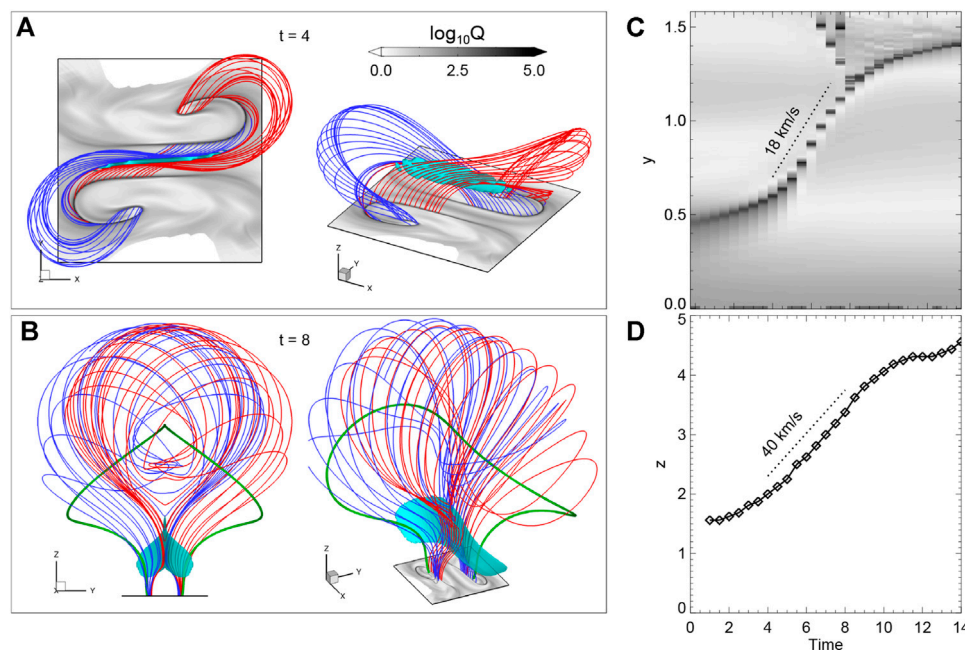 A
t = 4
log₁₀Q
0.0 2.5 5.0
Y
Z X
Z
Y
X
B
t = 8
Z
Y
Z
Y
X
C
1.5
1.0
0.5
0.0
y
18 km/s
D
5
4
3
2
1
0
z
40 km/s
0 2 4 6 8 10 12 14
Time